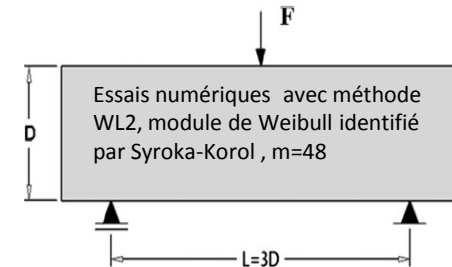 F
Essais numériques avec méthode
WL2, module de Weibull identifié
par Syroka-Korol , m=48
D
L=3D